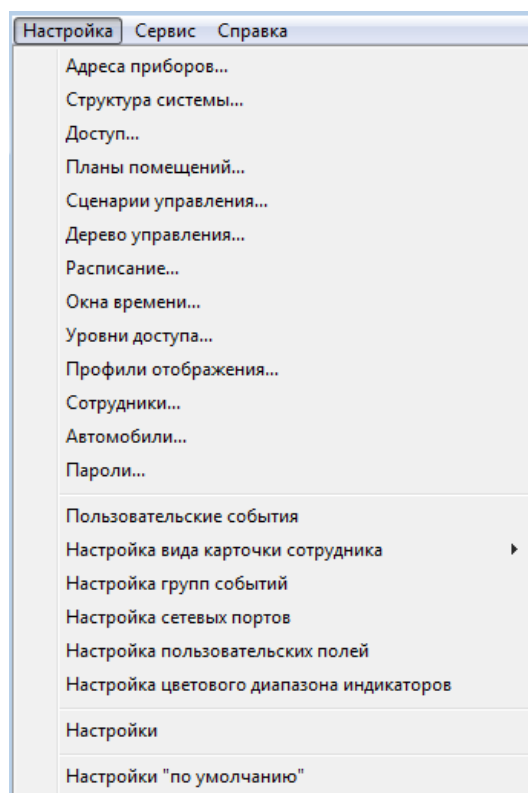 Настройка Сервис Справка
Адреса приборов...
Структура системы...
Доступ...
Планы помещений...
Сценарии управления...
Дерево управления...
Расписание...
Окна времени...
Уровни доступа...
Профили отображения...
Сотрудники...
Автомобили...
Пароли...
Пользовательские события
Настройка вида карточки сотрудника
Настройка групп событий
Настройка сетевых портов
Настройка пользовательских полей
Настройка цветового диапазона индикаторов
Настройки
Настройки "по умолчанию"